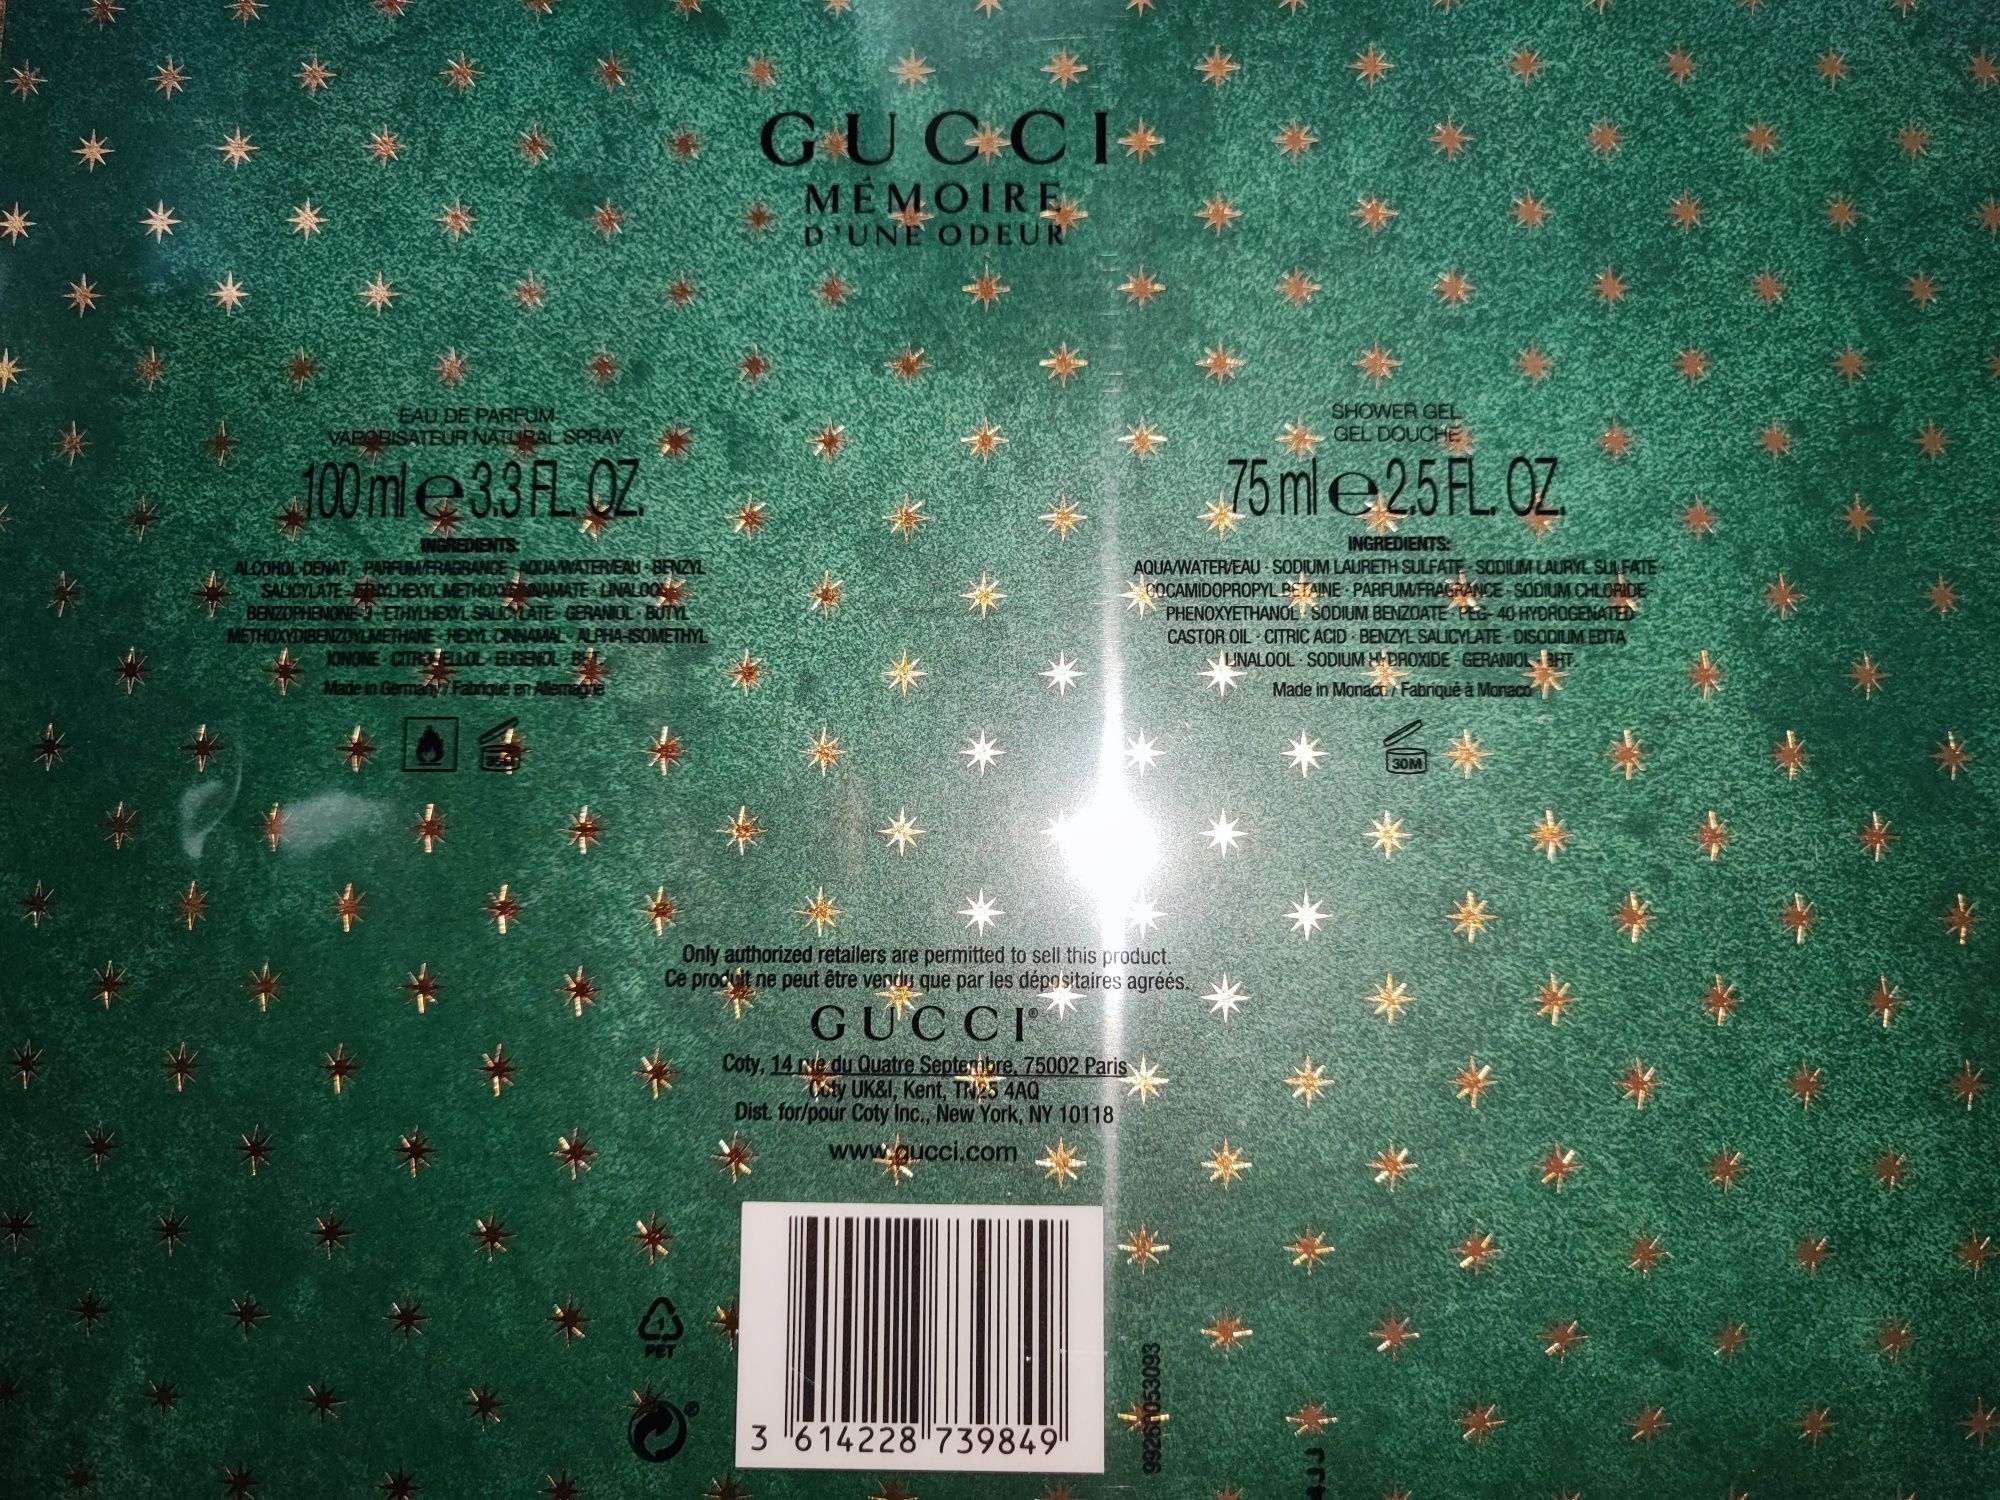 GUCCI
MÉMOIRE
D'UNE ODEUR
EAU DE PARFUM
VAPORISATEUR NATURAL SPRAY
100 ml e 3.3 FL. OZ.
INGREDIENTS:
ALCOHOL DENAT. · PARFUM/FRAGRANCE · AQUA/WATER/EAU · BENZYL
SALICYLATE · ETHYLHEXYL METHOXYCINNAMATE · LINALOOL
BENZOPHENONE-3 · ETHYLHEXYL SALICYLATE · GERANIOL · BUTYL
METHOXYDIBENZOYLMETHANE · HEXYL CINNAMAL · ALPHA-ISOMETHYL
IONONE · CITRONELLOL · EUGENOL · BHT
Made in Germany / Fabriqué en Allemagne
SHOWER GEL
GEL DOUCHE
75 ml e 2.5 FL. OZ.
INGREDIENTS:
AQUA/WATER/EAU · SODIUM LAURETH SULFATE · SODIUM LAURYL SULFATE ·
COCAMIDOPROPYL BETAINE · PARFUM/FRAGRANCE · SODIUM CHLORIDE
PHENOXYETHANOL · SODIUM BENZOATE · PEG- 40 HYDROGENATED
CASTOR OIL · CITRIC ACID · BENZYL SALICYLATE · DISODIUM EDTA
LINALOOL · SODIUM HYDROXIDE · GERANIOL · BHT
Made in Monaco / Fabriqué à Monaco
30M
Only authorized retailers are permitted to sell this product.
Ce produit ne peut être vendu que par les dépositaires agréés.
GUCCI®
Coty, 14 rue du Quatre Septembre, 75002 Paris
Coty UK&I, Kent, TN25 4AQ
Dist. for/pour Coty Inc., New York, NY 10118
www.gucci.com
1
PET
®
3 614228 739849